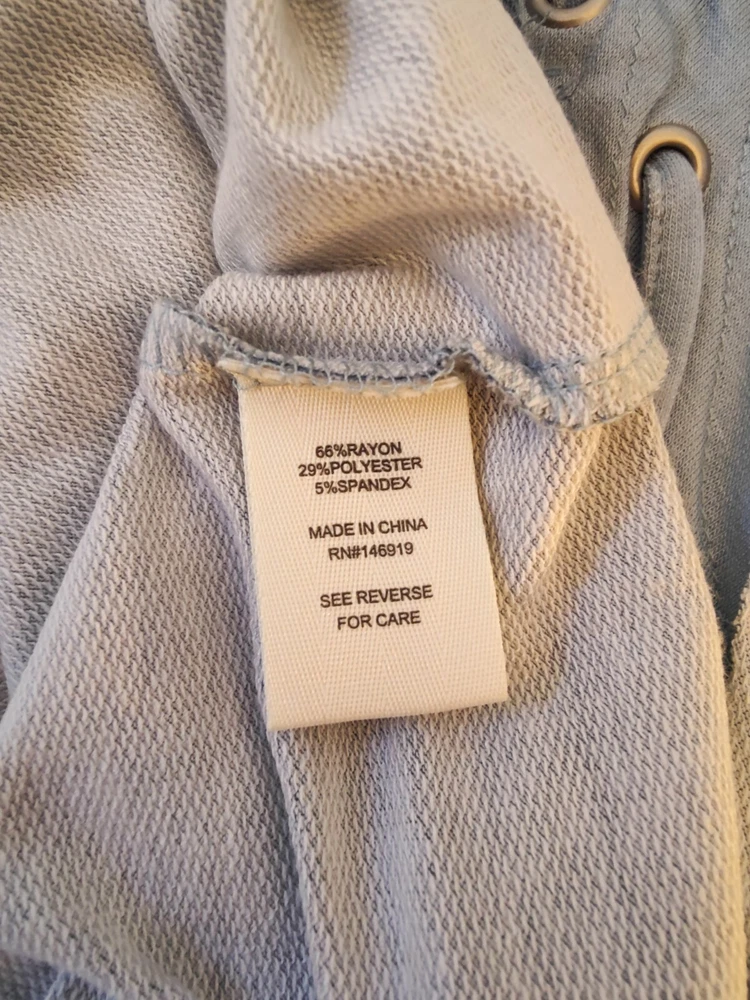 66%RAYON
29%POLYESTER
5%SPANDEX
MADE IN CHINA
RN#146919
SEE REVERSE
FOR CARE